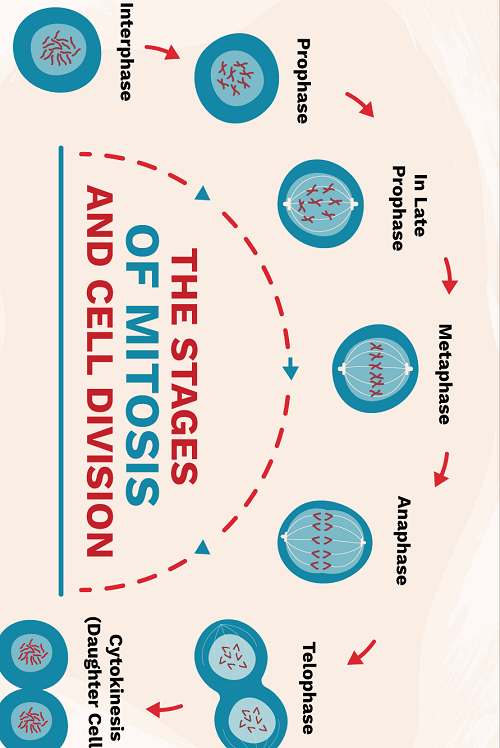 Interphase
Prophase
In Late
Prophase
Metaphase
Anaphase
Telophase
Cytokinesis
(Daughter Cell
THE STAGES
OF MITOSIS
AND CELL DIVISION